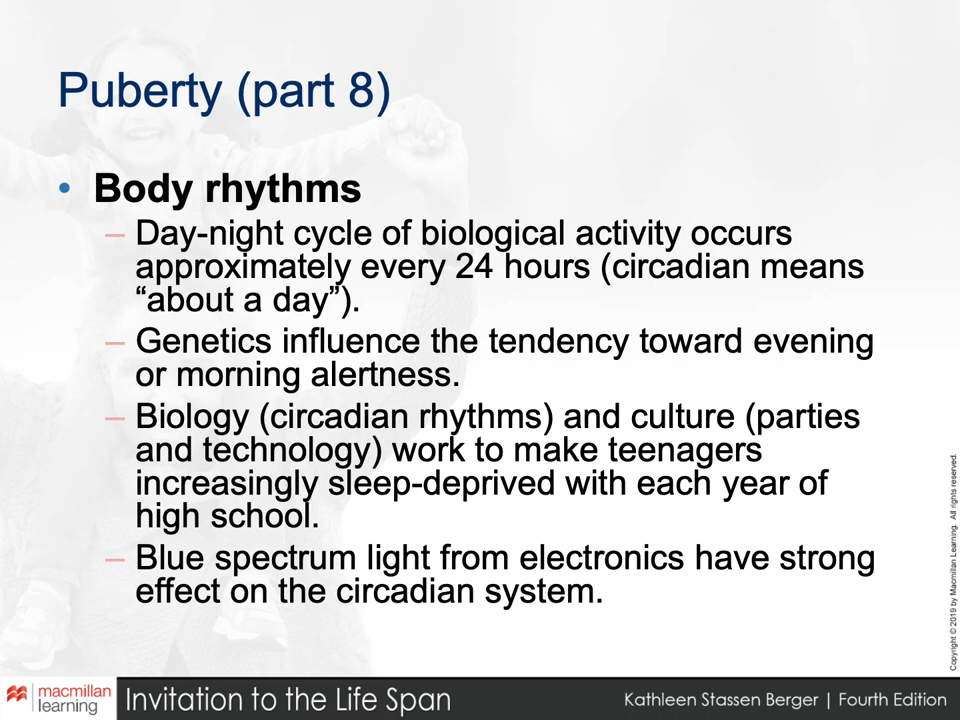 Puberty (part 8)
• Body rhythms
– Day-night cycle of biological activity occurs
approximately every 24 hours (circadian means
“about a day”).
– Genetics influence the tendency toward evening
or morning alertness.
– Biology (circadian rhythms) and culture (parties
and technology) work to make teenagers
increasingly sleep-deprived with each year of
high school.
– Blue spectrum light from electronics have strong
effect on the circadian system.
Copyright © 2019 by Macmillan Learning. All rights reserved.
macmillan
learning
Invitation to the Life Span
Kathleen Stassen Berger | Fourth Edition